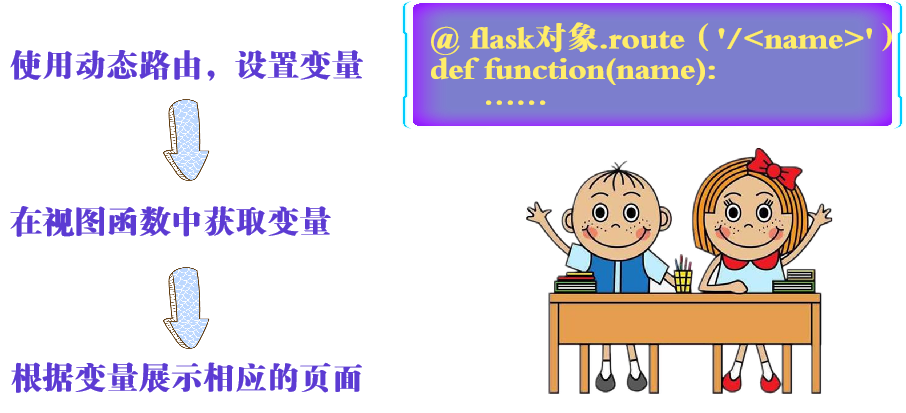 使用动态路由，设置变量
@ flask对象.route（'/<name>'）
def function(name):
……
在视图函数中获取变量
根据变量展示相应的页面